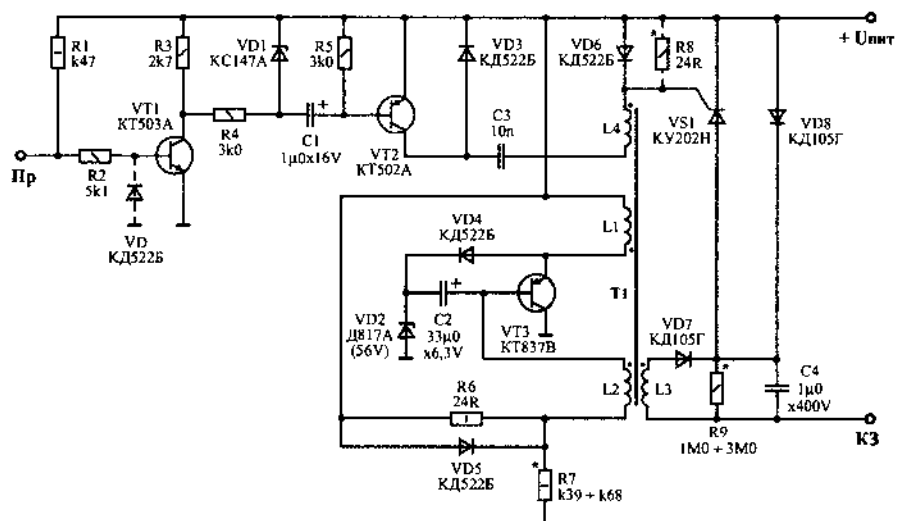 R1
k47
R3
2k7
VD1
КС147А
R5
3k0
VD3
КД522Б
VD6
КД522Б
*
R8
24R
+ Uпит
VT1
КТ503А
R4
3k0
C1
1µ0x16V
+
VT2
КТ502А
C3
10n
L4
VS1
КУ202Н
VD8
КД105Г
Пр
R2
5k1
VD
КД522Б
VD4
КД522Б
L1
VD2
Д817А
(56V)
+
C2
33µ0
x6,3V
VT3
КТ837В
T1
VD7
КД105Г
R6
24R
L2
L3
*
C4
1µ0
x400V
R9
1M0 + 3M0
КЗ
VD5
КД522Б
*
R7
k39 + k68